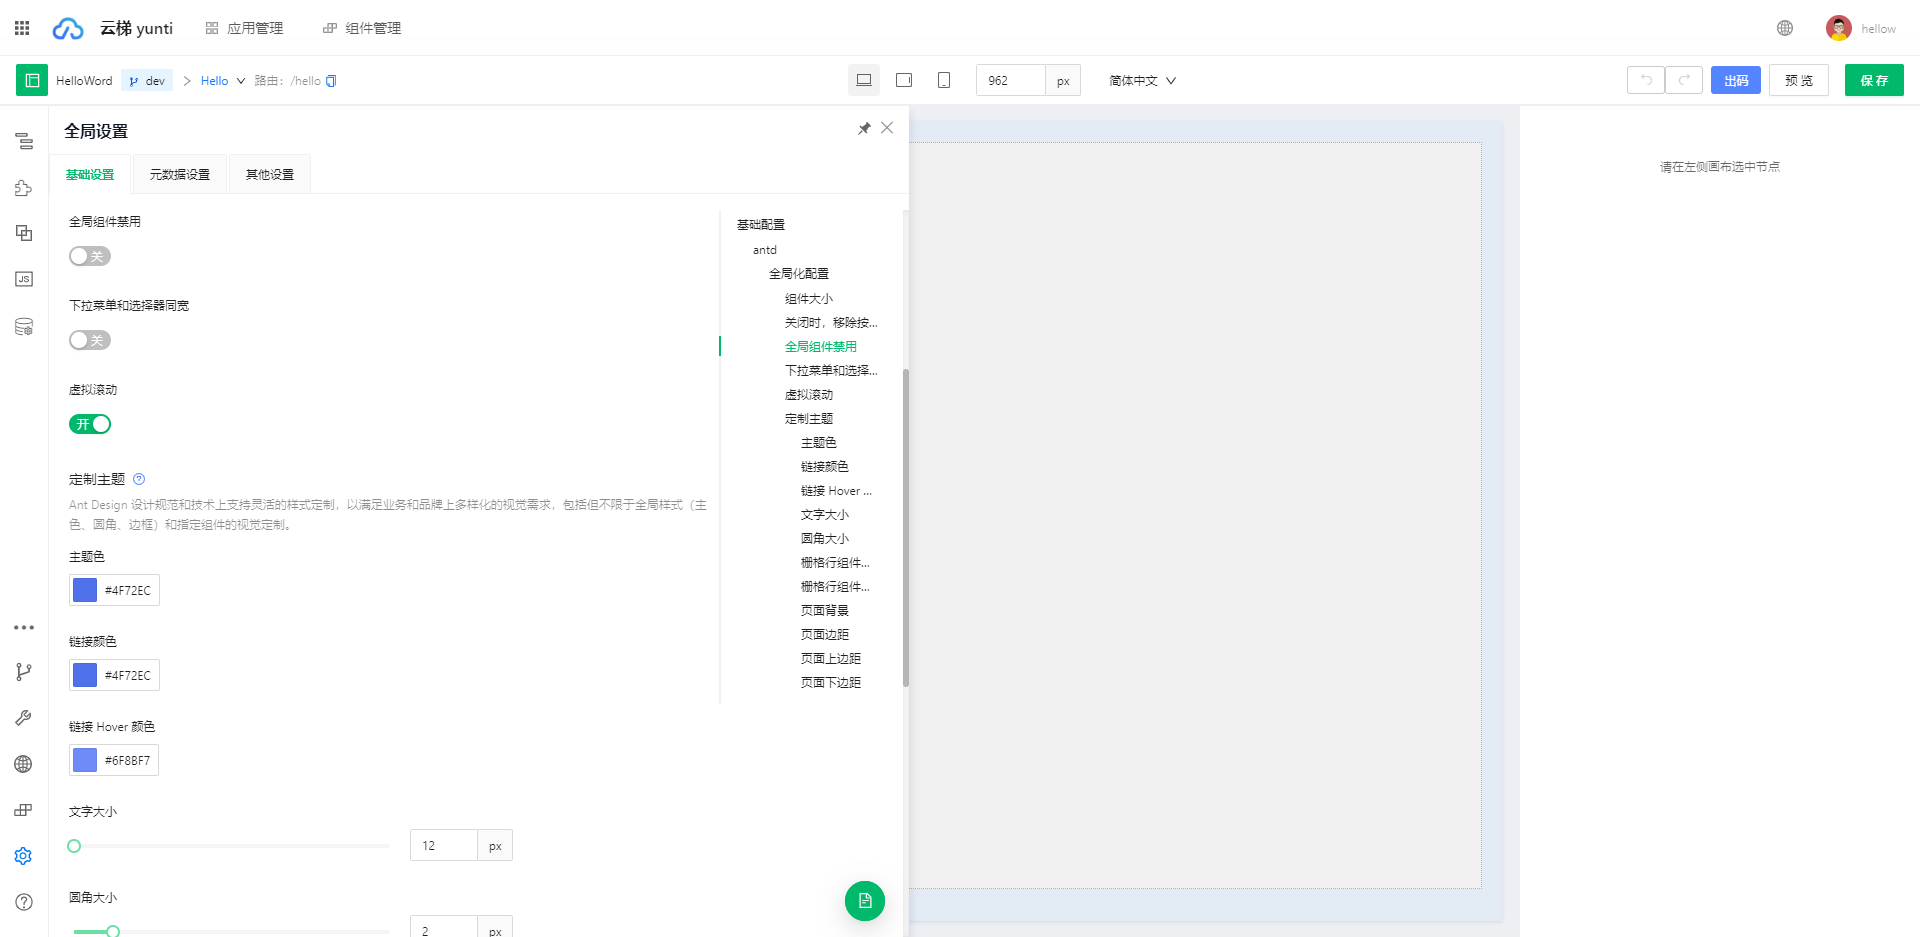 云梯 yunti
应用管理
组件管理
hellow
HelloWord
dev
Hello
路由：/hello
962 px
简体中文
出码
预 览
保 存
全局设置
基础设置
元数据设置
其他设置
全局组件禁用
关
下拉菜单和选择器同宽
关
虚拟滚动
开
定制主题
Ant Design 设计规范和技术上支持灵活的样式定制，以满足业务和品牌上多样化的视觉需求，包括但不限于全局样式（主
色、圆角、边框）和指定组件的视觉定制。
主题色
#4F72EC
链接颜色
#4F72EC
链接 Hover 颜色
#6F8BF7
文字大小
12 px
圆角大小
2 px
基础配置
antd
全局化配置
组件大小
关闭时，移除按...
全局组件禁用
下拉菜单和选择...
虚拟滚动
定制主题
主题色
链接颜色
链接 Hover ...
文字大小
圆角大小
栅格行组件...
栅格行组件...
页面背景
页面边距
页面上边距
页面下边距
请在左侧画布选中节点
JS